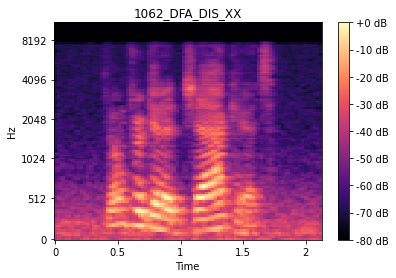 1062_DFA_DIS_XX
+0 dB
8192
-10 dB
4096
-20 dB
-30 dB
2048
-40 dB
Hz
1024
-50 dB
512
-60 dB
-70 dB
0
-80 dB
0
0.5
1
1.5
2
Time